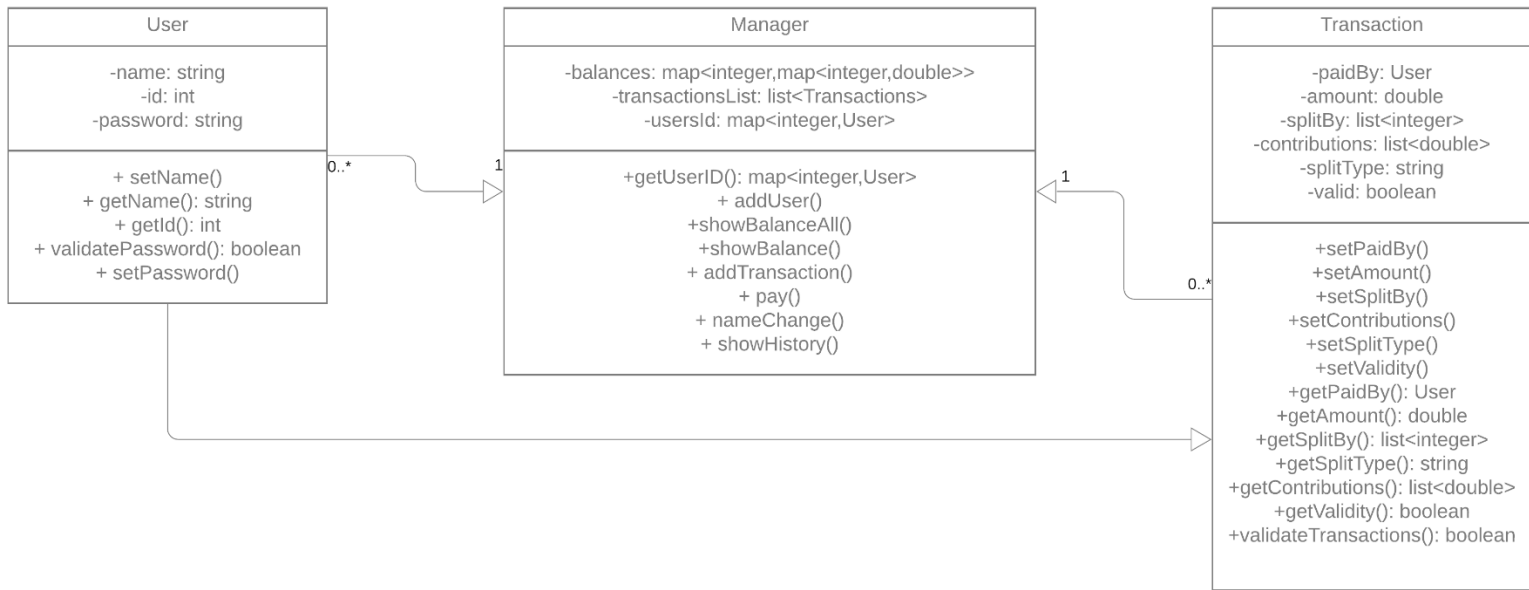 User
-name: string
-id: int
-password: string
+ setName()
+ getName(): string
+ getId(): int
+ validatePassword(): boolean
+ setPassword()
0..*
1
Manager
-balances: map<integer,map<integer,double>>
-transactionsList: list<Transactions>
-usersId: map<integer,User>
+getUserID(): map<integer,User>
+ addUser()
+showBalanceAll()
+showBalance()
+ addTransaction()
+ pay()
+ nameChange()
+ showHistory()
1
0..*
Transaction
-paidBy: User
-amount: double
-splitBy: list<integer>
-contributions: list<double>
-splitType: string
-valid: boolean
+setPaidBy()
+setAmount()
+setSplitBy()
+setContributions()
+setSplitType()
+setValidity()
+getPaidBy(): User
+getAmount(): double
+getSplitBy(): list<integer>
+getSplitType(): string
+getContributions(): list<double>
+getValidity(): boolean
+validateTransactions(): boolean